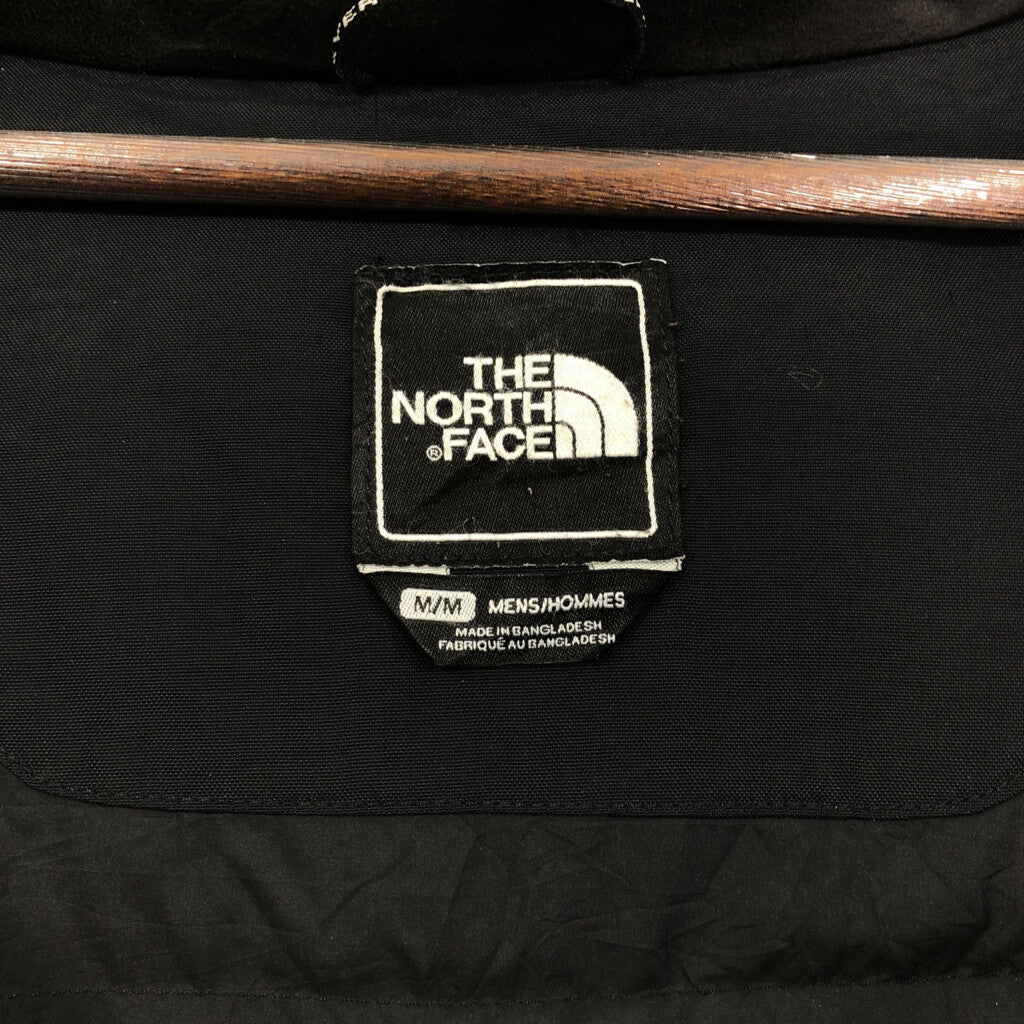 THE
NORTH
® FACE
M/M MENS/HOMMES
MADE IN BANGLADESH
FABRIQUÉ AU BANGLADESH